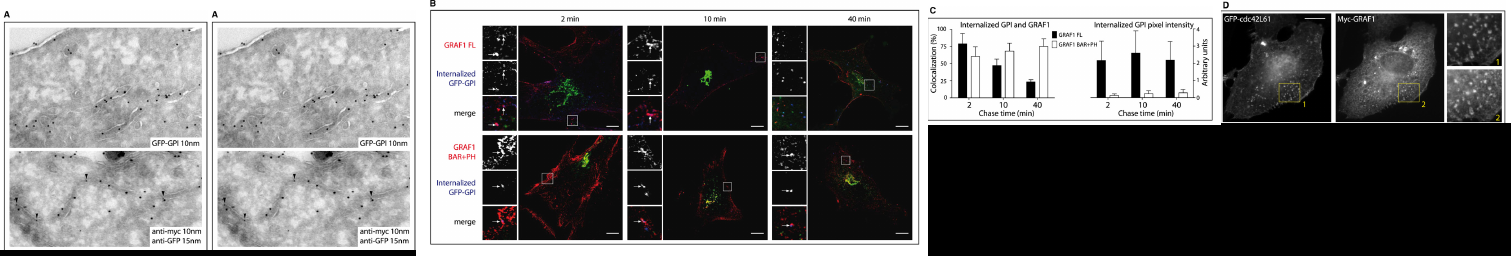 A
GFP-GPI 10nm
anti-myc 10nm
anti-GFP 15nm
A
GFP-GPI 10nm
anti-myc 10nm
anti-GFP 15nm
B
2 min
10 min
40 min
GRAF1 FL
Internalized
GFP-GPI
merge
GRAF1
BAR+PH
Internalized
GFP-GPI
merge
C
Internalized GPI and GRAF1
Internalized GPI pixel intensity
GRAF1 FL
GRAF1 BAR+PH
Colocalization (%)
100
75
50
25
0
2 10 40
Chase time (min)
4
3
2
1
0
Arbitrary units
2 10 40
Chase time (min)
D
GFP-cdc42L61
Myc-GRAF1
1
2
1
2